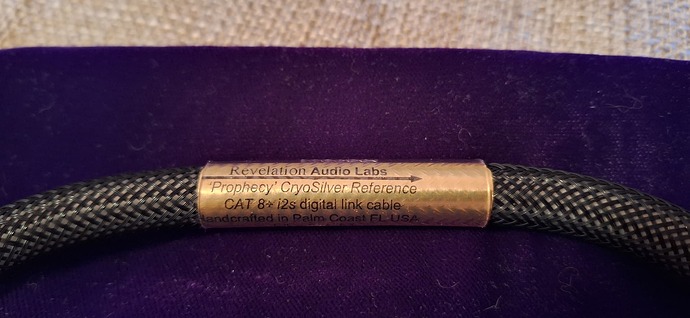 Revelation Audio Labs
'Prophecy' CryoSilver Reference
CAT 8+ i2s digital link cable
Handcrafted in Palm Coast FL USA